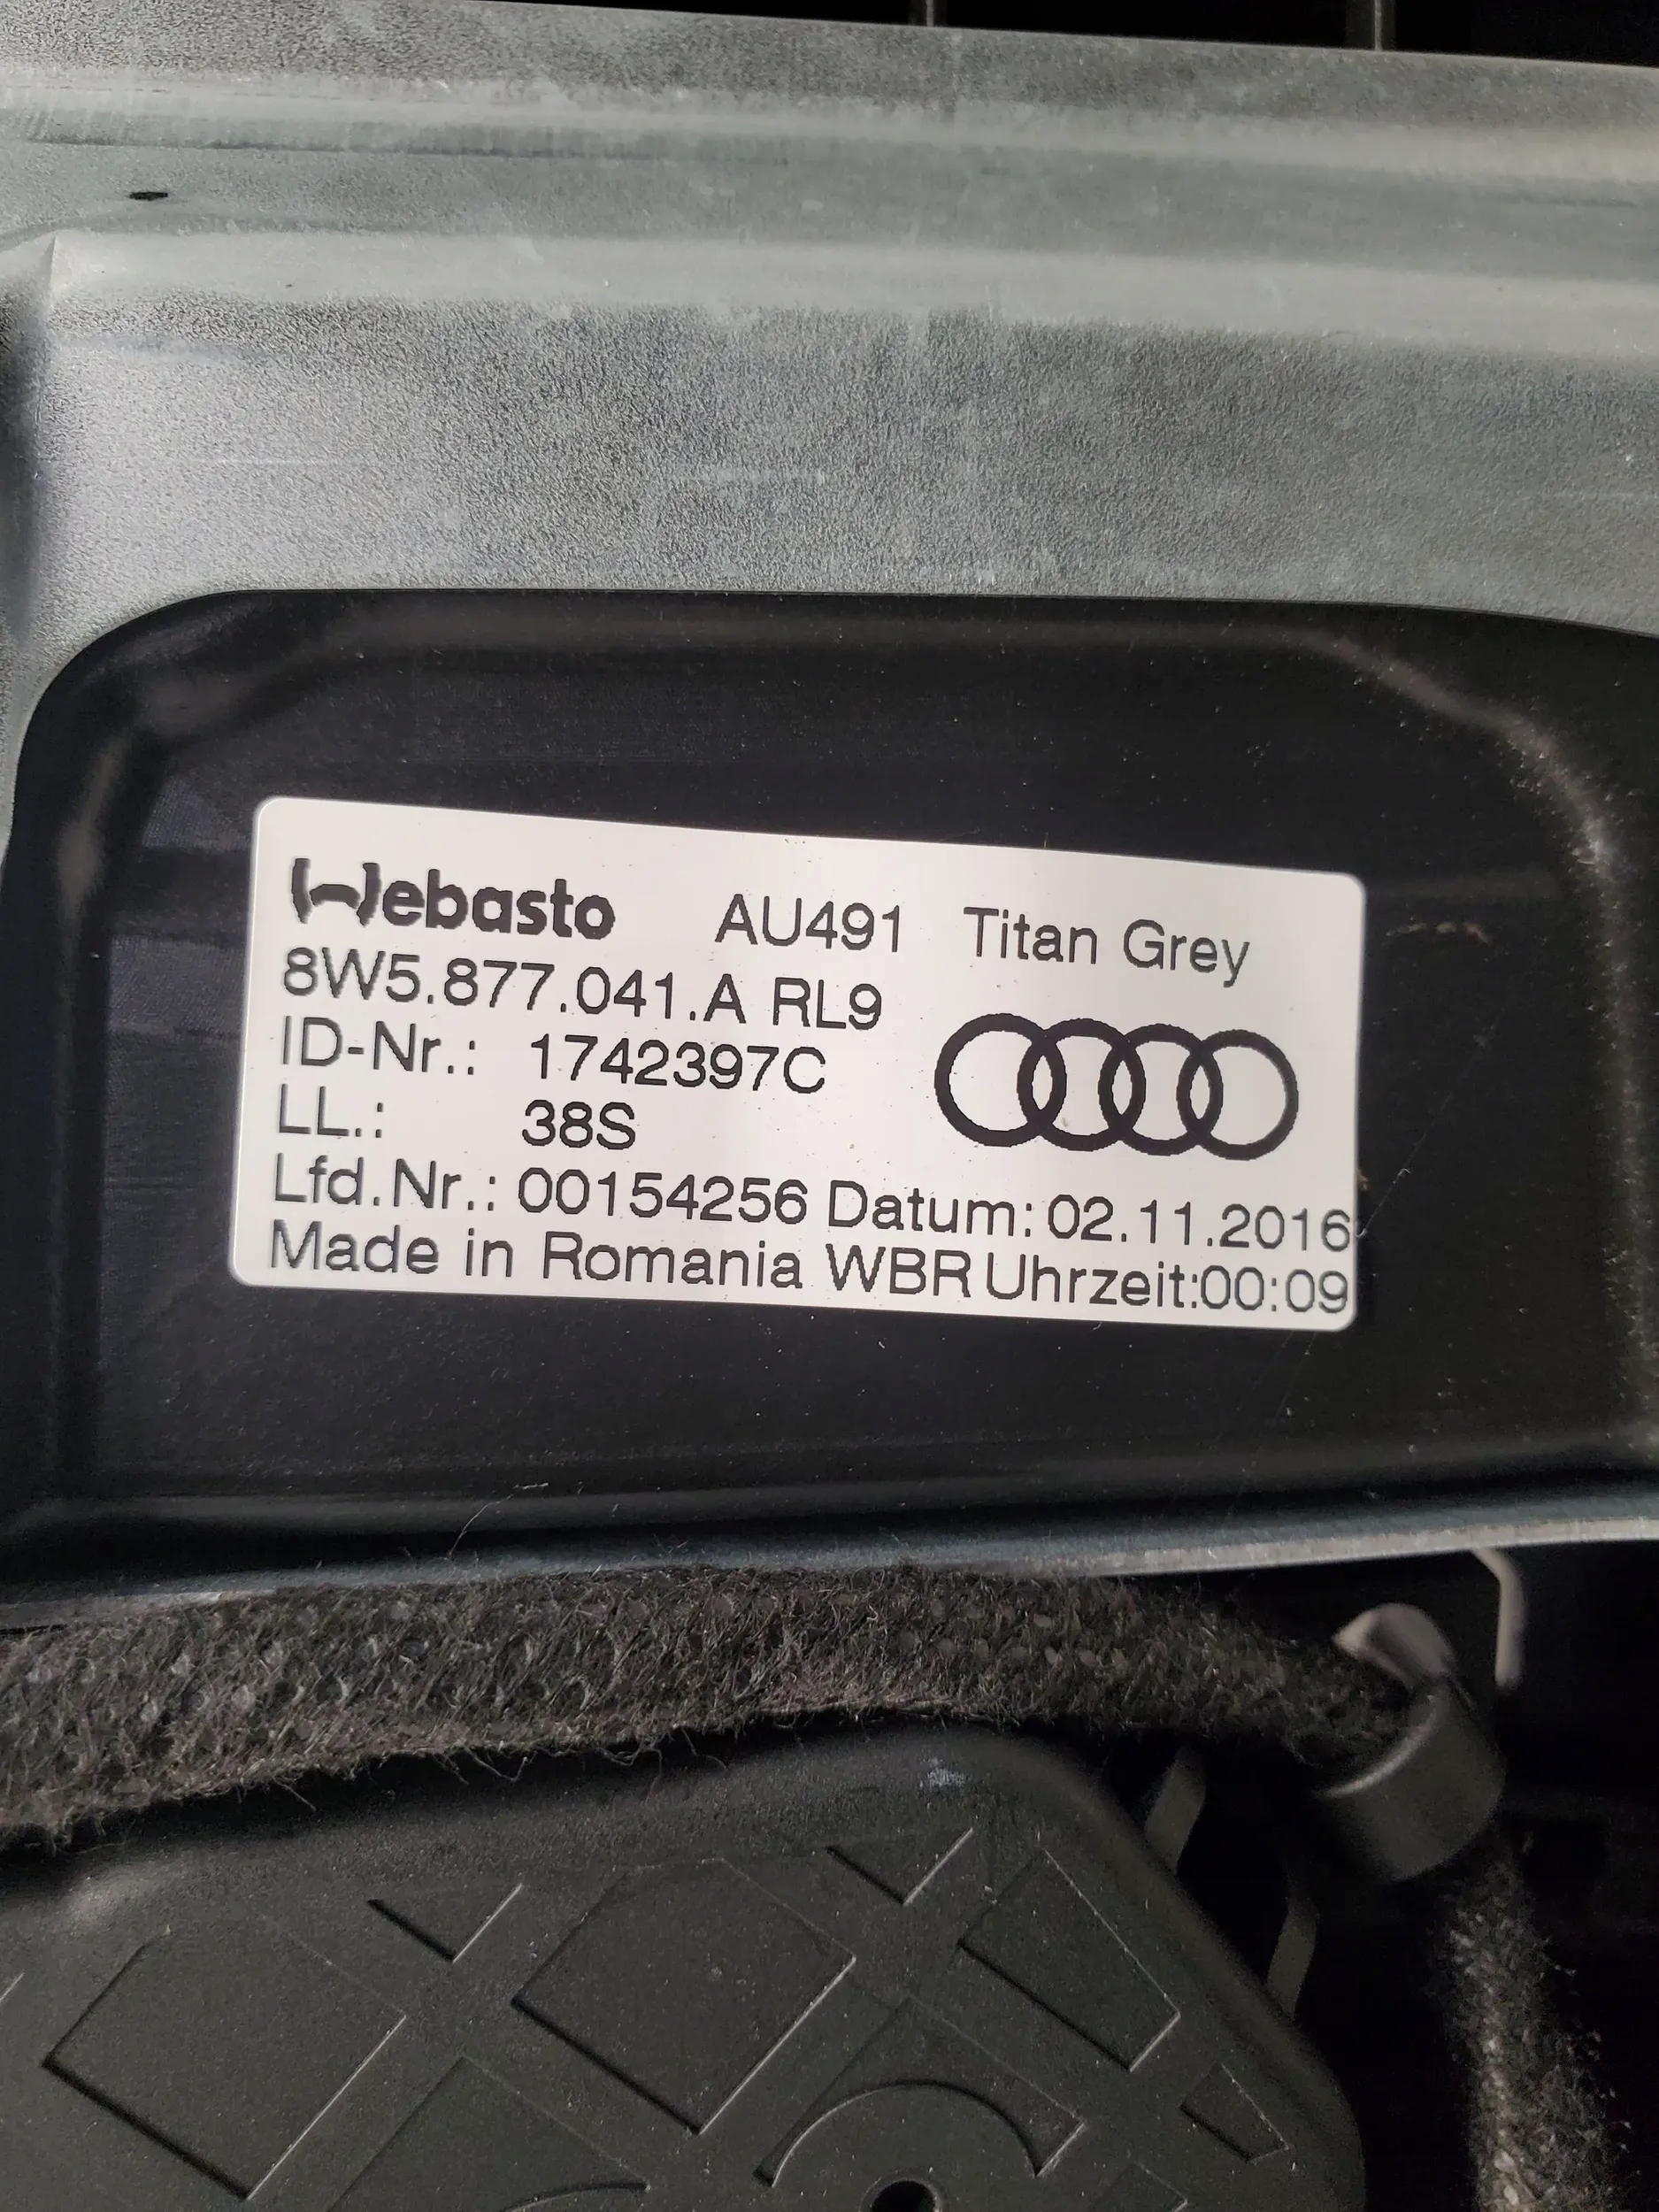 Webasto AU491 Titan Grey
8W5.877.041.A RL9
ID-Nr.: 1742397C
LL.: 38S
Lfd.Nr.: 00154256 Datum: 02.11.2016
Made in Romania WBR Uhrzeit:00:09